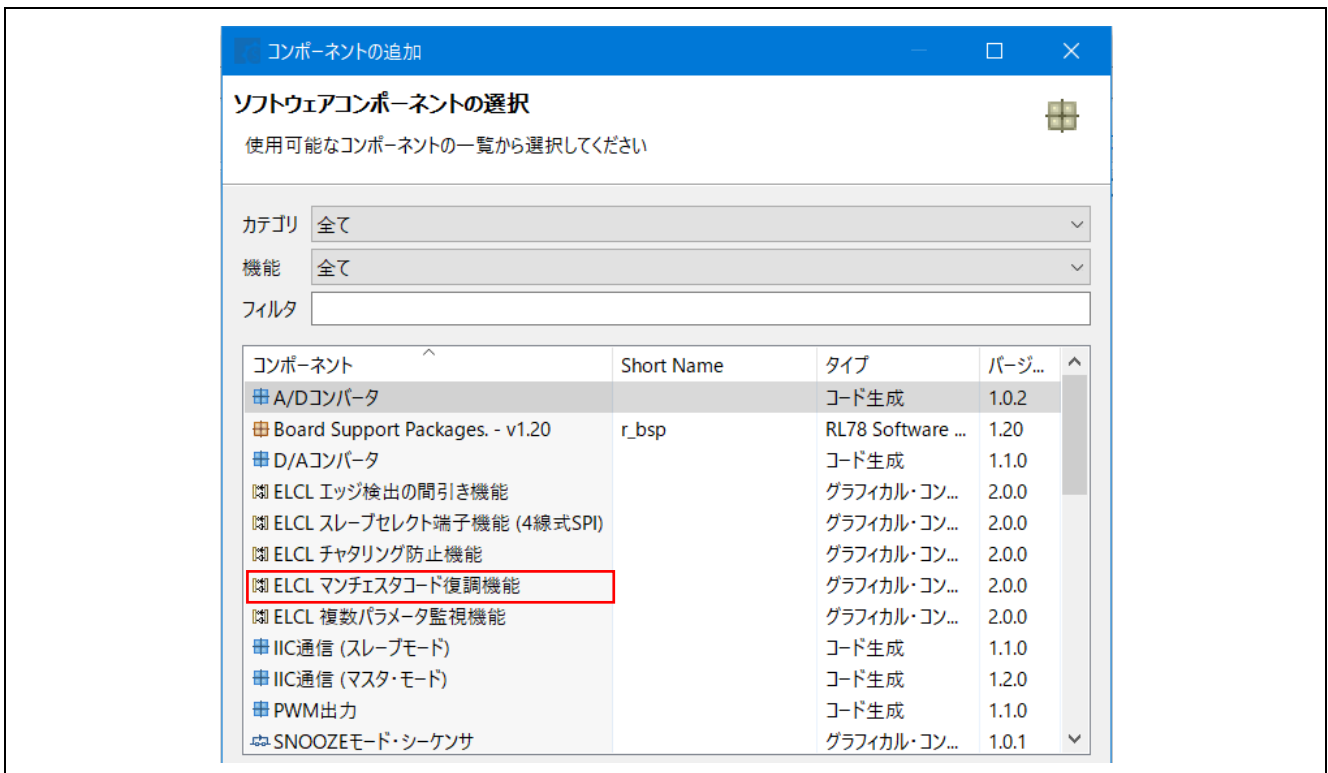 コンポーネントの追加
ソフトウェアコンポーネントの選択
使用可能なコンポーネントの一覧から選択してください
カテゴリ 全て
機能 全て
フィルタ
コンポーネント Short Name タイプ バージ...
A/Dコンバータ コード生成 1.0.2
Board Support Packages. - v1.20 r_bsp RL78 Software ... 1.20
D/Aコンバータ コード生成 1.1.0
ELCL エッジ検出の間引き機能 グラフィカル・コン... 2.0.0
ELCL スレーブセレクト端子機能 (4線式SPI) グラフィカル・コン... 2.0.0
ELCL チャタリング防止機能 グラフィカル・コン... 2.0.0
ELCL マンチェスタコード復調機能 グラフィカル・コン... 2.0.0
ELCL 複数パラメータ監視機能 グラフィカル・コン... 2.0.0
IIC通信 (スレーブモード) コード生成 1.1.0
IIC通信 (マスタ・モード) コード生成 1.2.0
PWM出力 コード生成 1.1.0
SNOOZEモード・シーケンサ グラフィカル・コン... 1.0.1